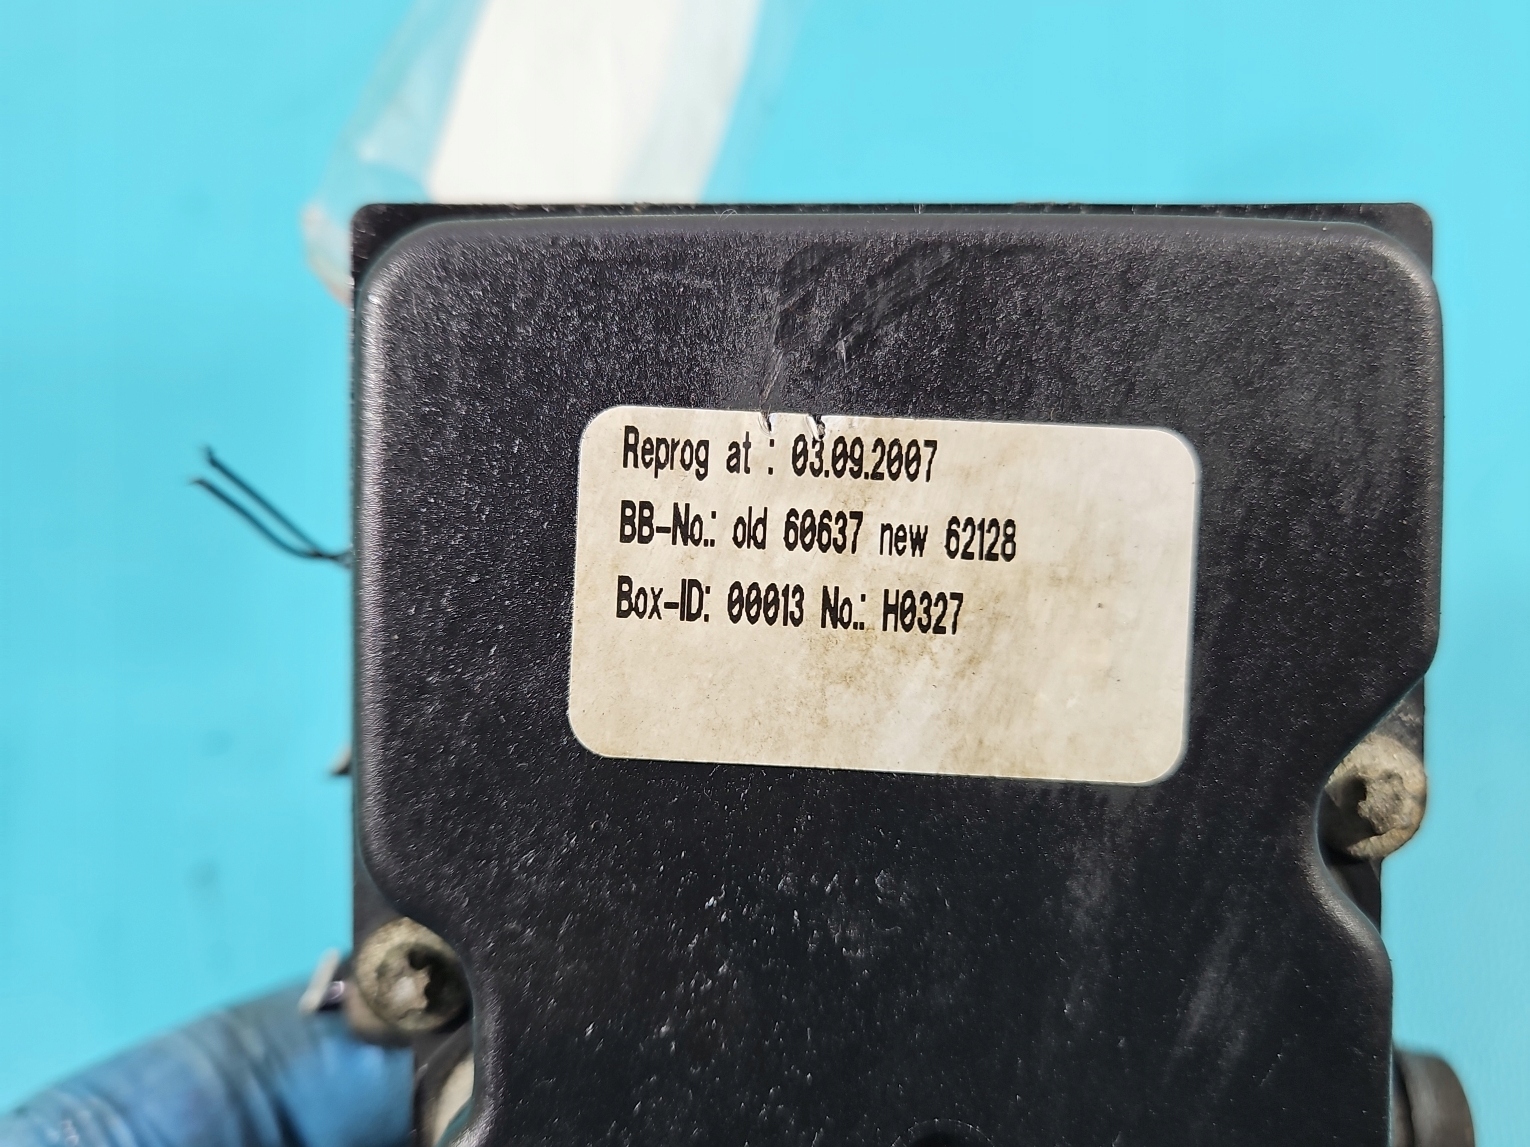 Reprog at : 03.09.2007
BB-No.: old 60637 new 62128
Box-ID: 00013 No.: H0327